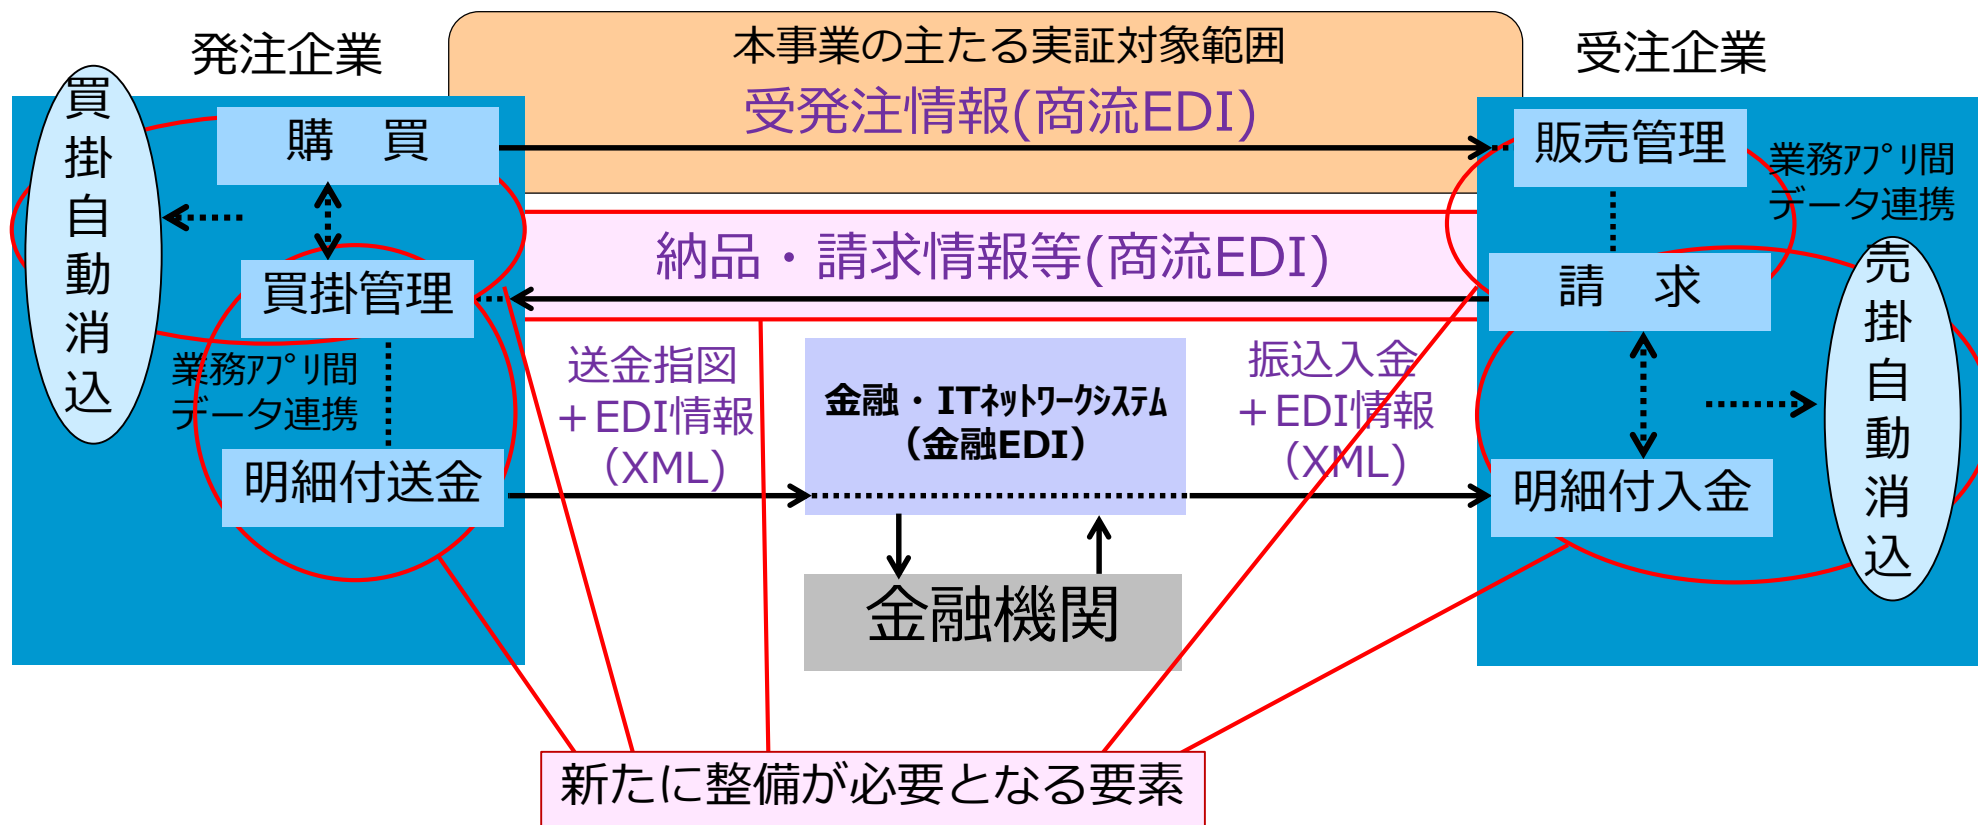 発注企業
本事業の主たる実証対象範囲
受注企業
受発注情報(商流EDI)
買掛自動消込
購　買
販売管理
業務ｱﾌﾟﾘ間
データ連携
納品・請求情報等(商流EDI)
買掛管理
請　求
売掛自動消込
業務ｱﾌﾟﾘ間
データ連携
送金指図
＋EDI情報
（XML）
金融・ITﾈｯﾄﾜｰｸｼｽﾃﾑ
（金融EDI）
振込入金
＋EDI情報
（XML）
明細付送金
明細付入金
金融機関
新たに整備が必要となる要素